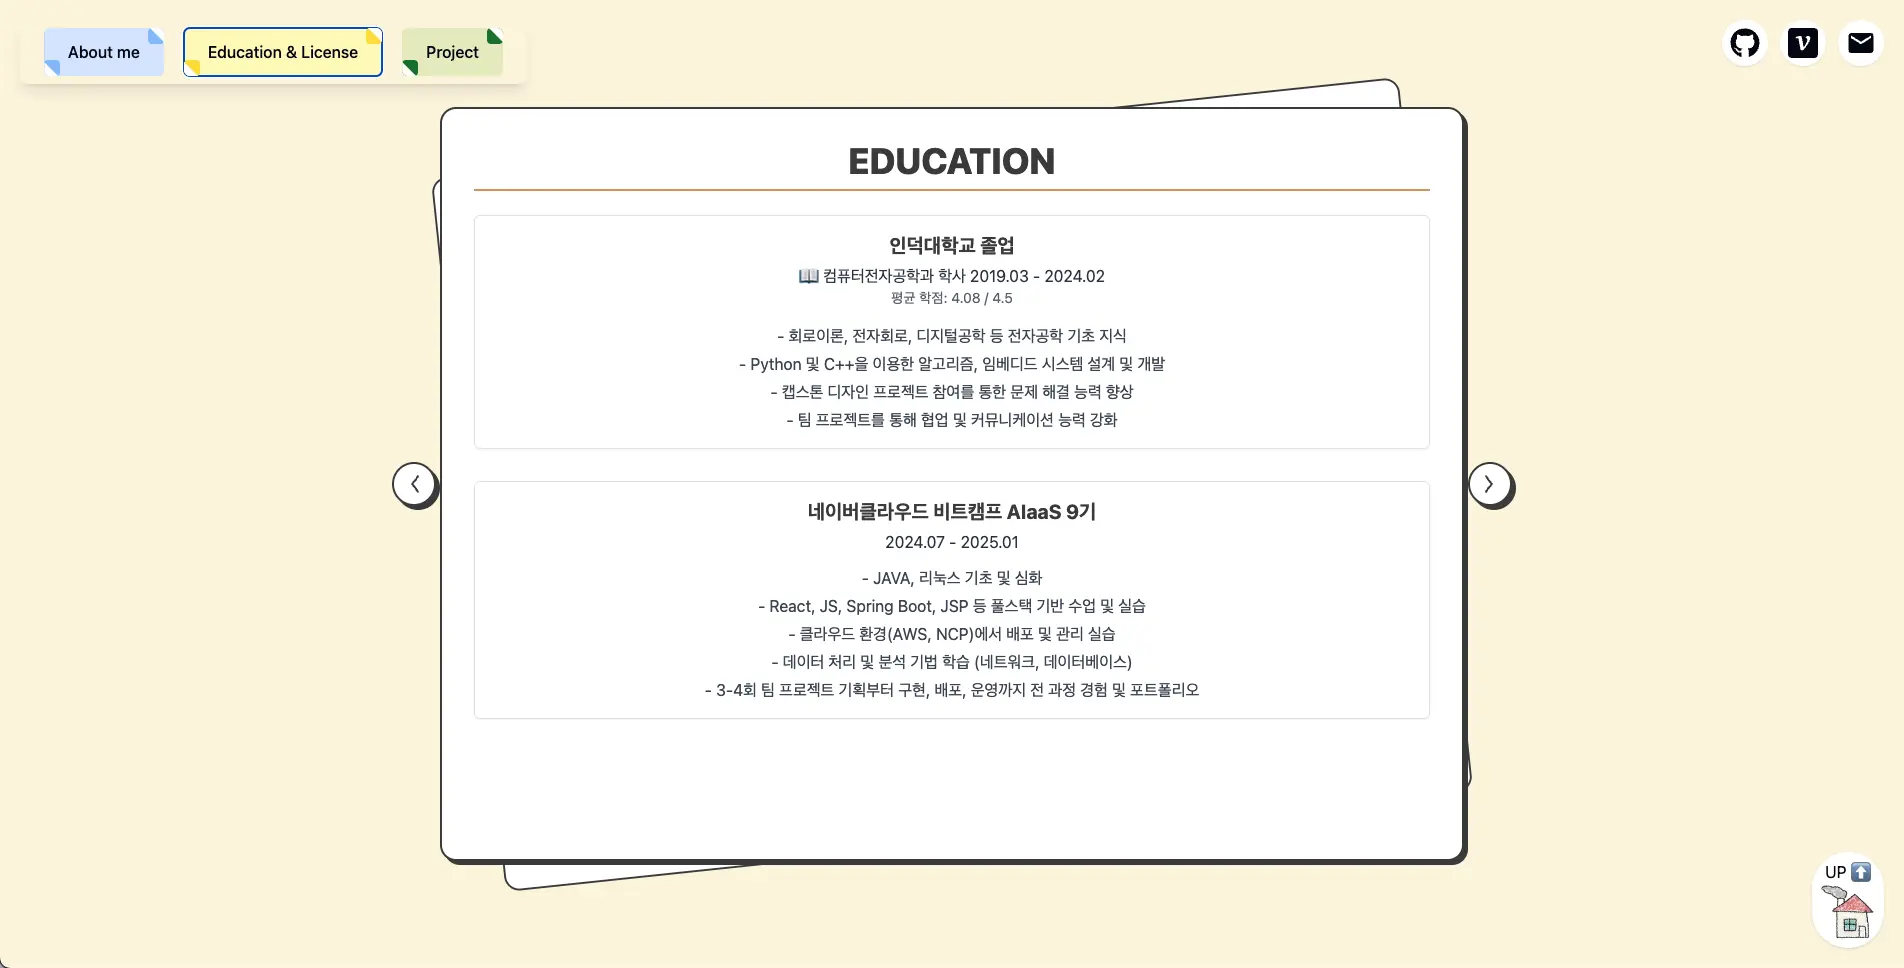 About me
Education & License
Project
EDUCATION
인덕대학교 졸업
📖 컴퓨터전자공학과 학사 2019.03 - 2024.02
평균 학점: 4.08 / 4.5
- 회로이론, 전자회로, 디지털공학 등 전자공학 기초 지식
- Python 및 C++을 이용한 알고리즘, 임베디드 시스템 설계 및 개발
- 캡스톤 디자인 프로젝트 참여를 통한 문제 해결 능력 향상
- 팀 프로젝트를 통해 협업 및 커뮤니케이션 능력 강화
네이버클라우드 비트캠프 AIaaS 9기
2024.07 - 2025.01
- JAVA, 리눅스 기초 및 심화
- React, JS, Spring Boot, JSP 등 풀스택 기반 수업 및 실습
- 클라우드 환경(AWS, NCP)에서 배포 및 관리 실습
- 데이터 처리 및 분석 기법 학습 (네트워크, 데이터베이스)
- 3-4회 팀 프로젝트 기획부터 구현, 배포, 운영까지 전 과정 경험 및 포트폴리오
UP ⬆️